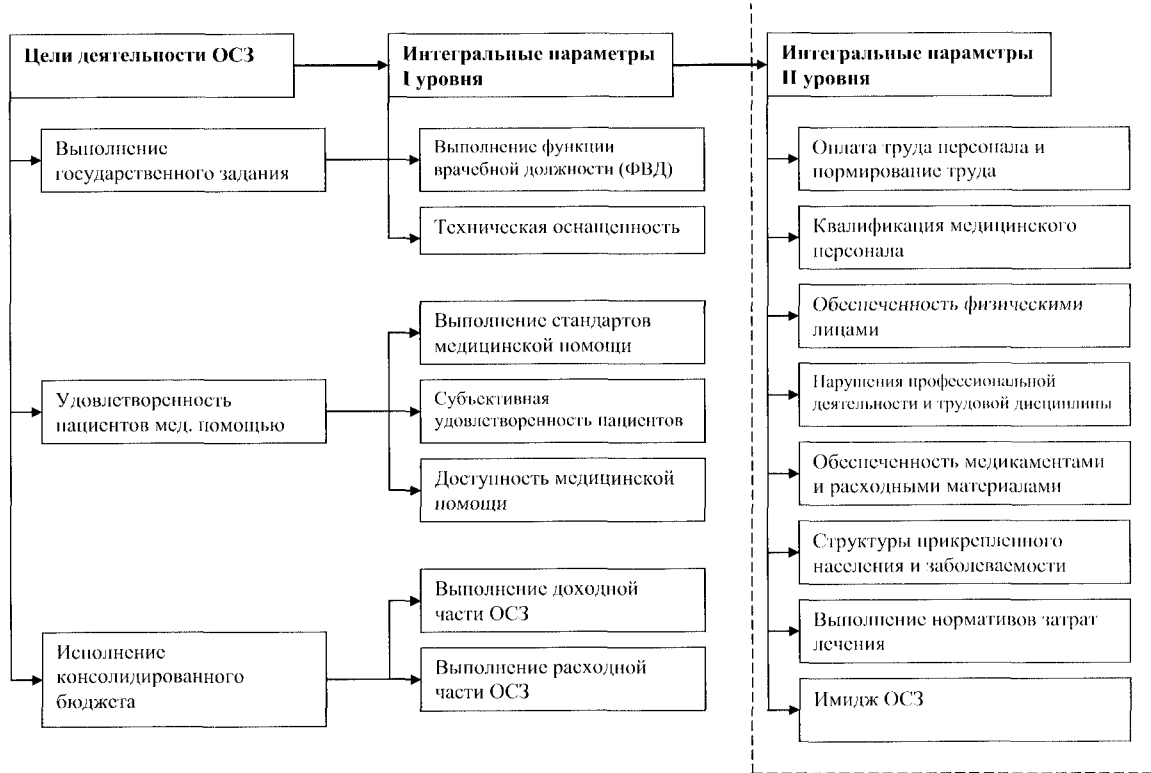 Цели деятельности ОСЗ
Интегральные параметры
I уровня
Интегральные параметры
II уровня
Выполнение
государственного задания
Выполнение функции
врачебной должности (ФВД)
Техническая оснащенность
Удовлетворенность
пациентов мед. помощью
Выполнение стандартов
медицинской помощи
Субъективная
удовлетворенность пациентов
Доступность медицинской
помощи
Исполнение
консолидированного
бюджета
Выполнение доходной
части ОСЗ
Выполнение расходной
части ОСЗ
Оплата труда персонала и
нормирование труда
Квалификация медицинского
персонала
Обеспеченность физическими
лицами
Нарушения профессиональной
деятельности и трудовой дисциплины
Обеспеченность медикаментами
и расходными материалами
Структуры прикрепленного
населения и заболеваемости
Выполнение нормативов затрат
лечения
Имидж ОСЗ